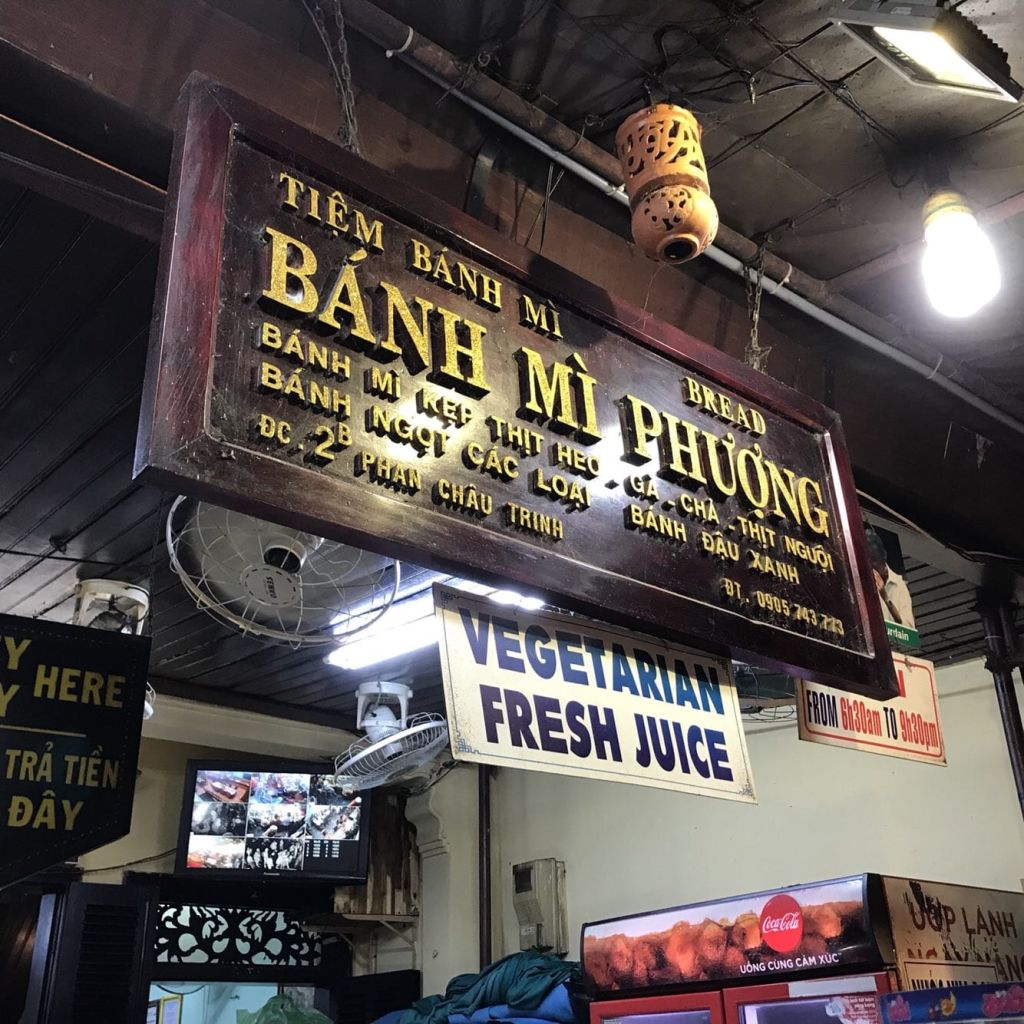 TIỆM BÁNH MÌ
BREAD
BÁNH MÌ PHƯỢNG
BÁNH MÌ KẸP THỊT HEO . GÀ . CHẢ . THỊT NGUỘI
BÁNH NGỌT CÁC LOẠI BÁNH ĐẬU XANH
ĐC . 2B PHAN CHÂU TRINH
ĐT. 0905 743 773
VEGETARIAN
FRESH JUICE
FROM 6h30am TO 9h30pm
HERE
TRẢ TIỀN
ĐÂY
Coca-Cola
UỐNG CÙNG CẢM XÚC
ƯỚP LẠNH